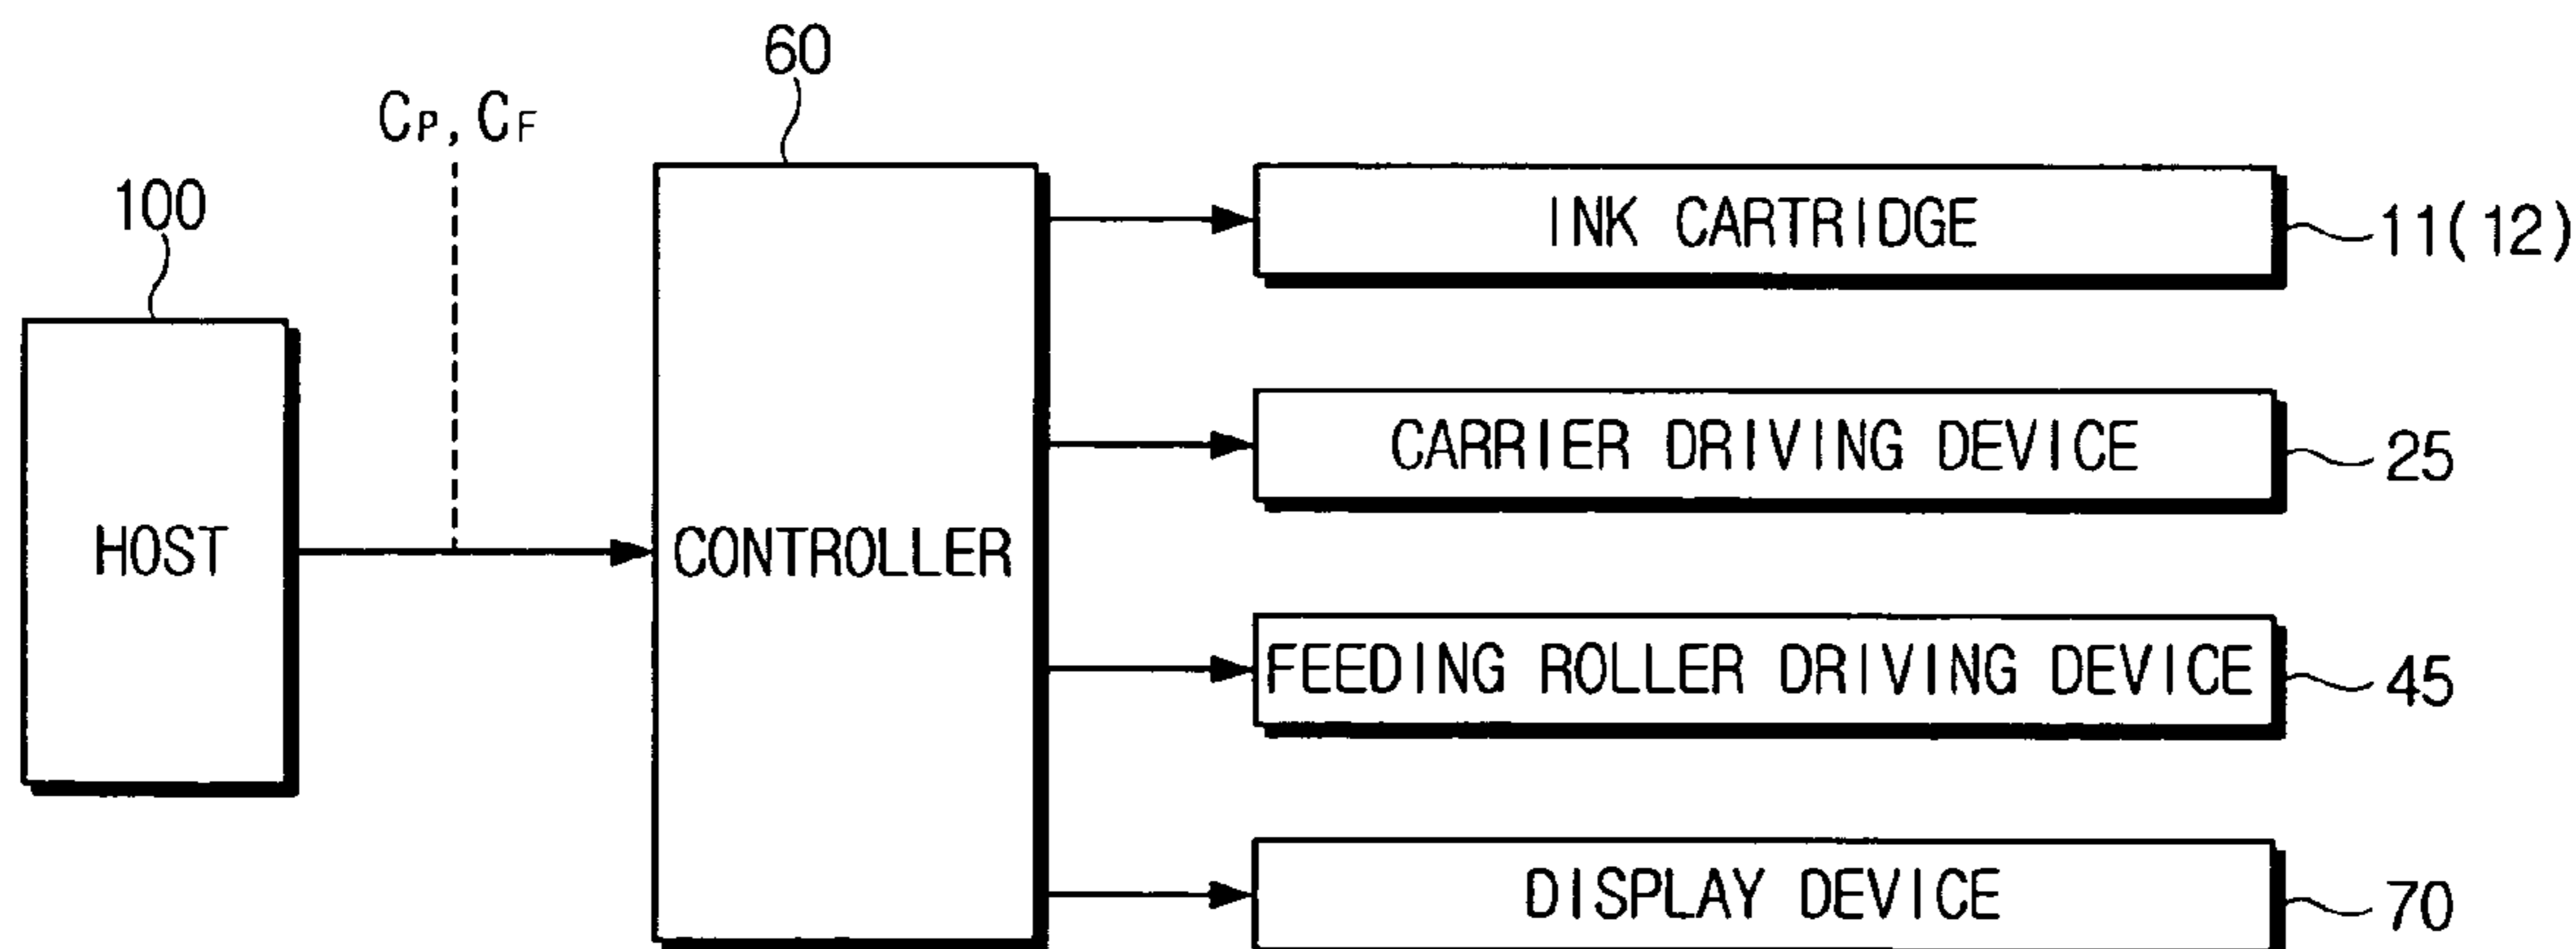 60
CP, CF
100
INK CARTRIDGE
11(12)
CARRIER DRIVING DEVICE
25
HOST
CONTROLLER
FEEDING ROLLER DRIVING DEVICE
45
DISPLAY DEVICE
70